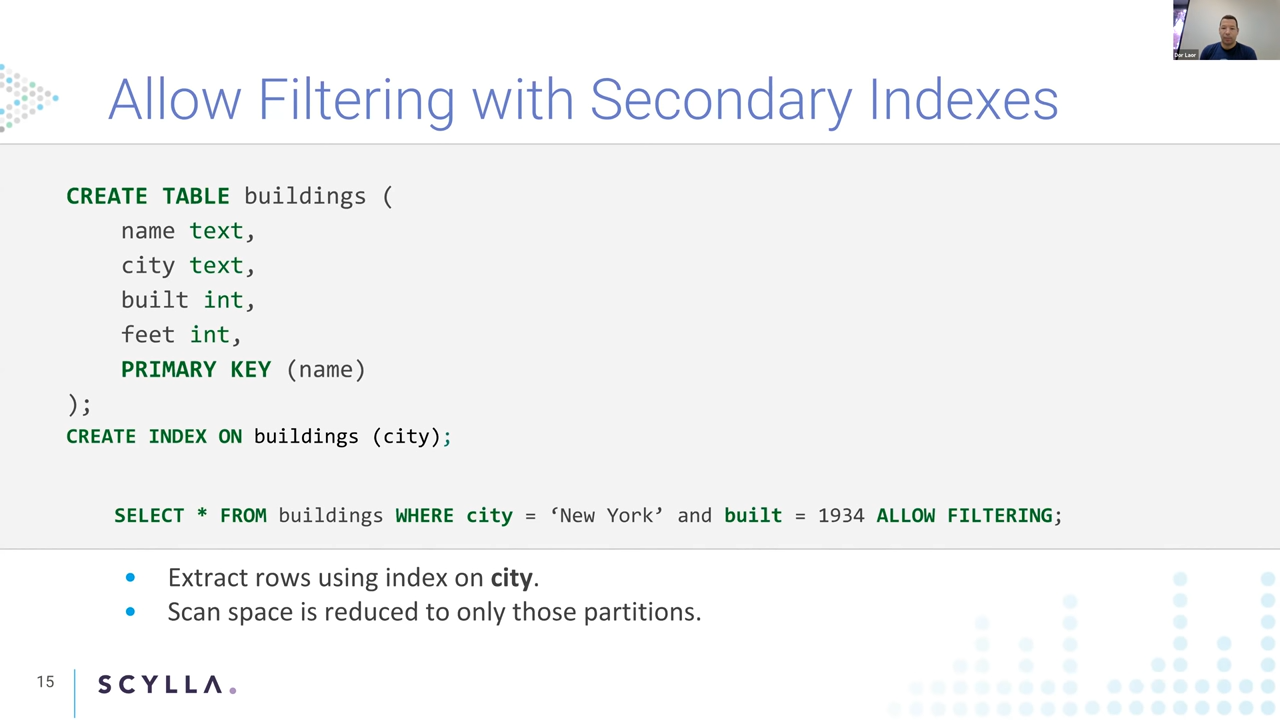 Dor Laor
Allow Filtering with Secondary Indexes
CREATE TABLE buildings (
name text,
city text,
built int,
feet int,
PRIMARY KEY (name)
);
CREATE INDEX ON buildings (city);
SELECT * FROM buildings WHERE city = ‘New York’ and built = 1934 ALLOW FILTERING;
• Extract rows using index on city.
• Scan space is reduced to only those partitions.
15
SCYLLA.